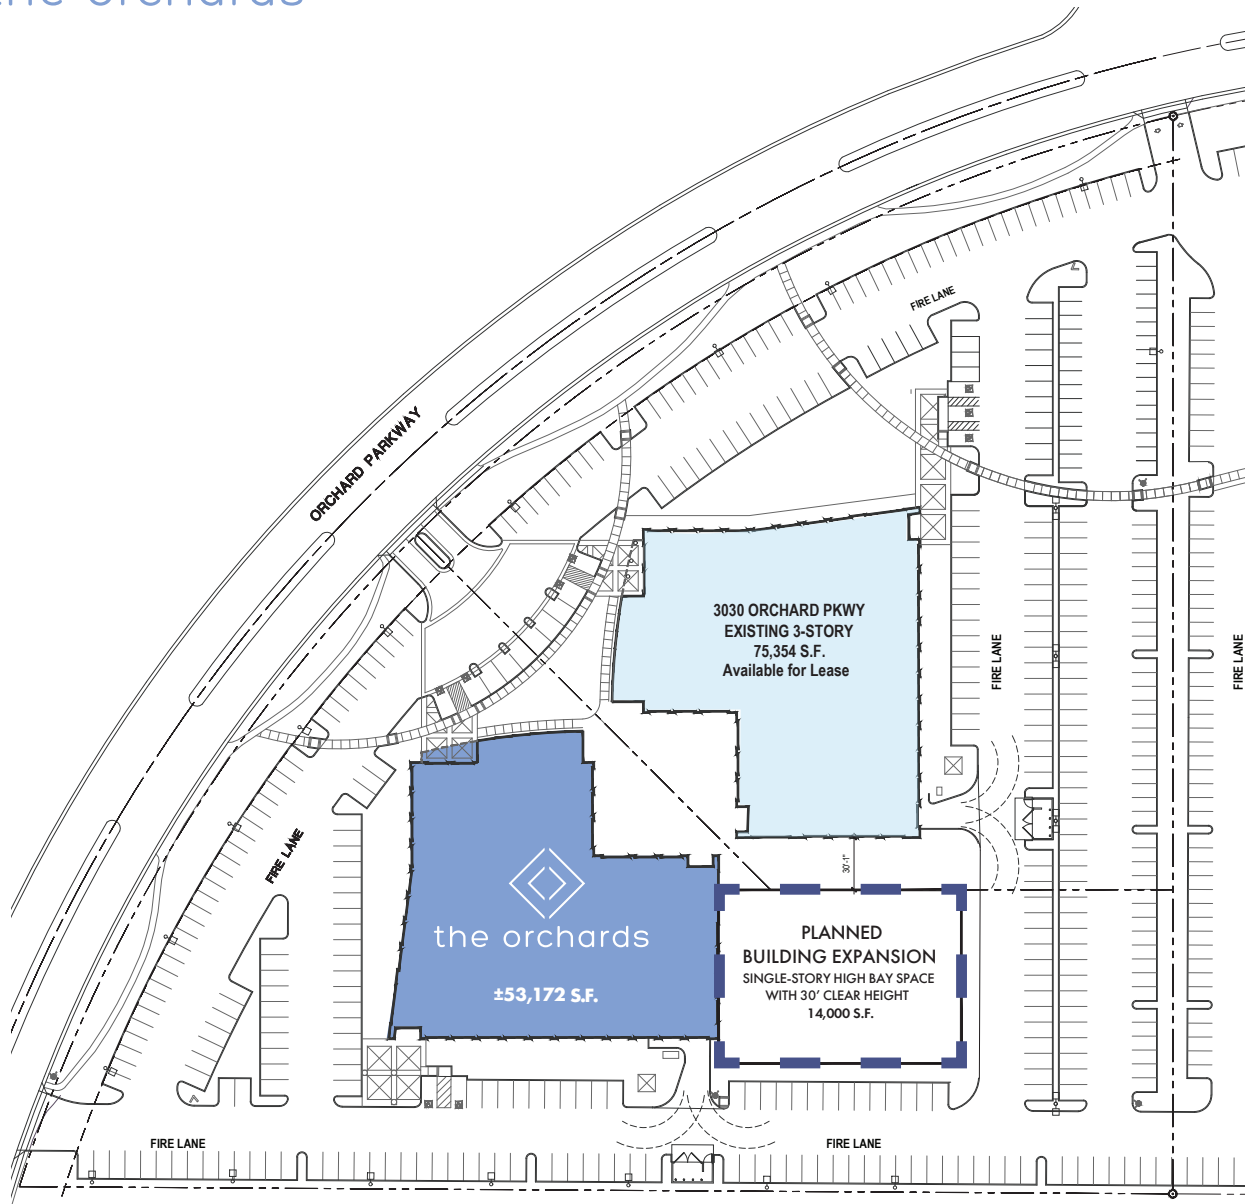 the orchards
ORCHARD PARKWAY
FIRE LANE
3030 ORCHARD PKWY
EXISTING 3-STORY
75,354 S.F.
Available for Lease
FIRE LANE
FIRE LANE
FIRE LANE
30'-1"
the orchards
±53,172 S.F.
PLANNED
BUILDING EXPANSION
SINGLE-STORY HIGH BAY SPACE
WITH 30' CLEAR HEIGHT
14,000 S.F.
FIRE LANE
FIRE LANE